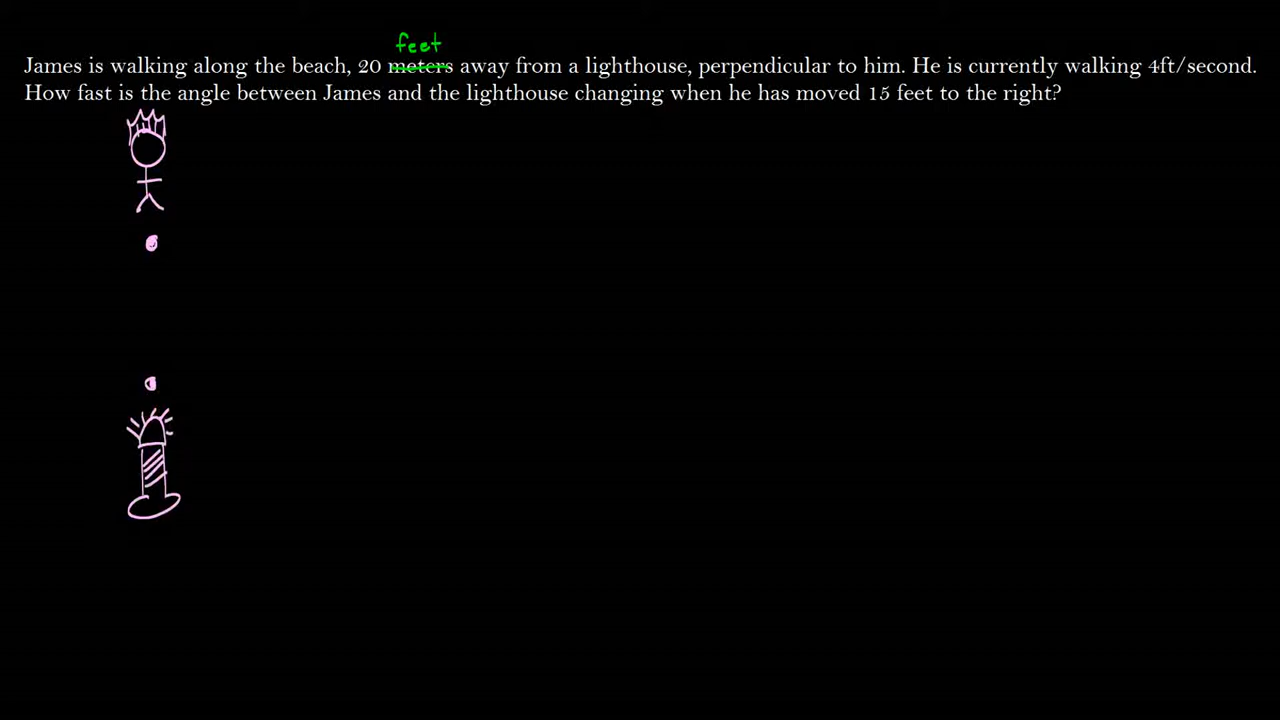 feet
James is walking along the beach, 20 meters away from a lighthouse, perpendicular to him. He is currently walking 4ft/second.
How fast is the angle between James and the lighthouse changing when he has moved 15 feet to the right?